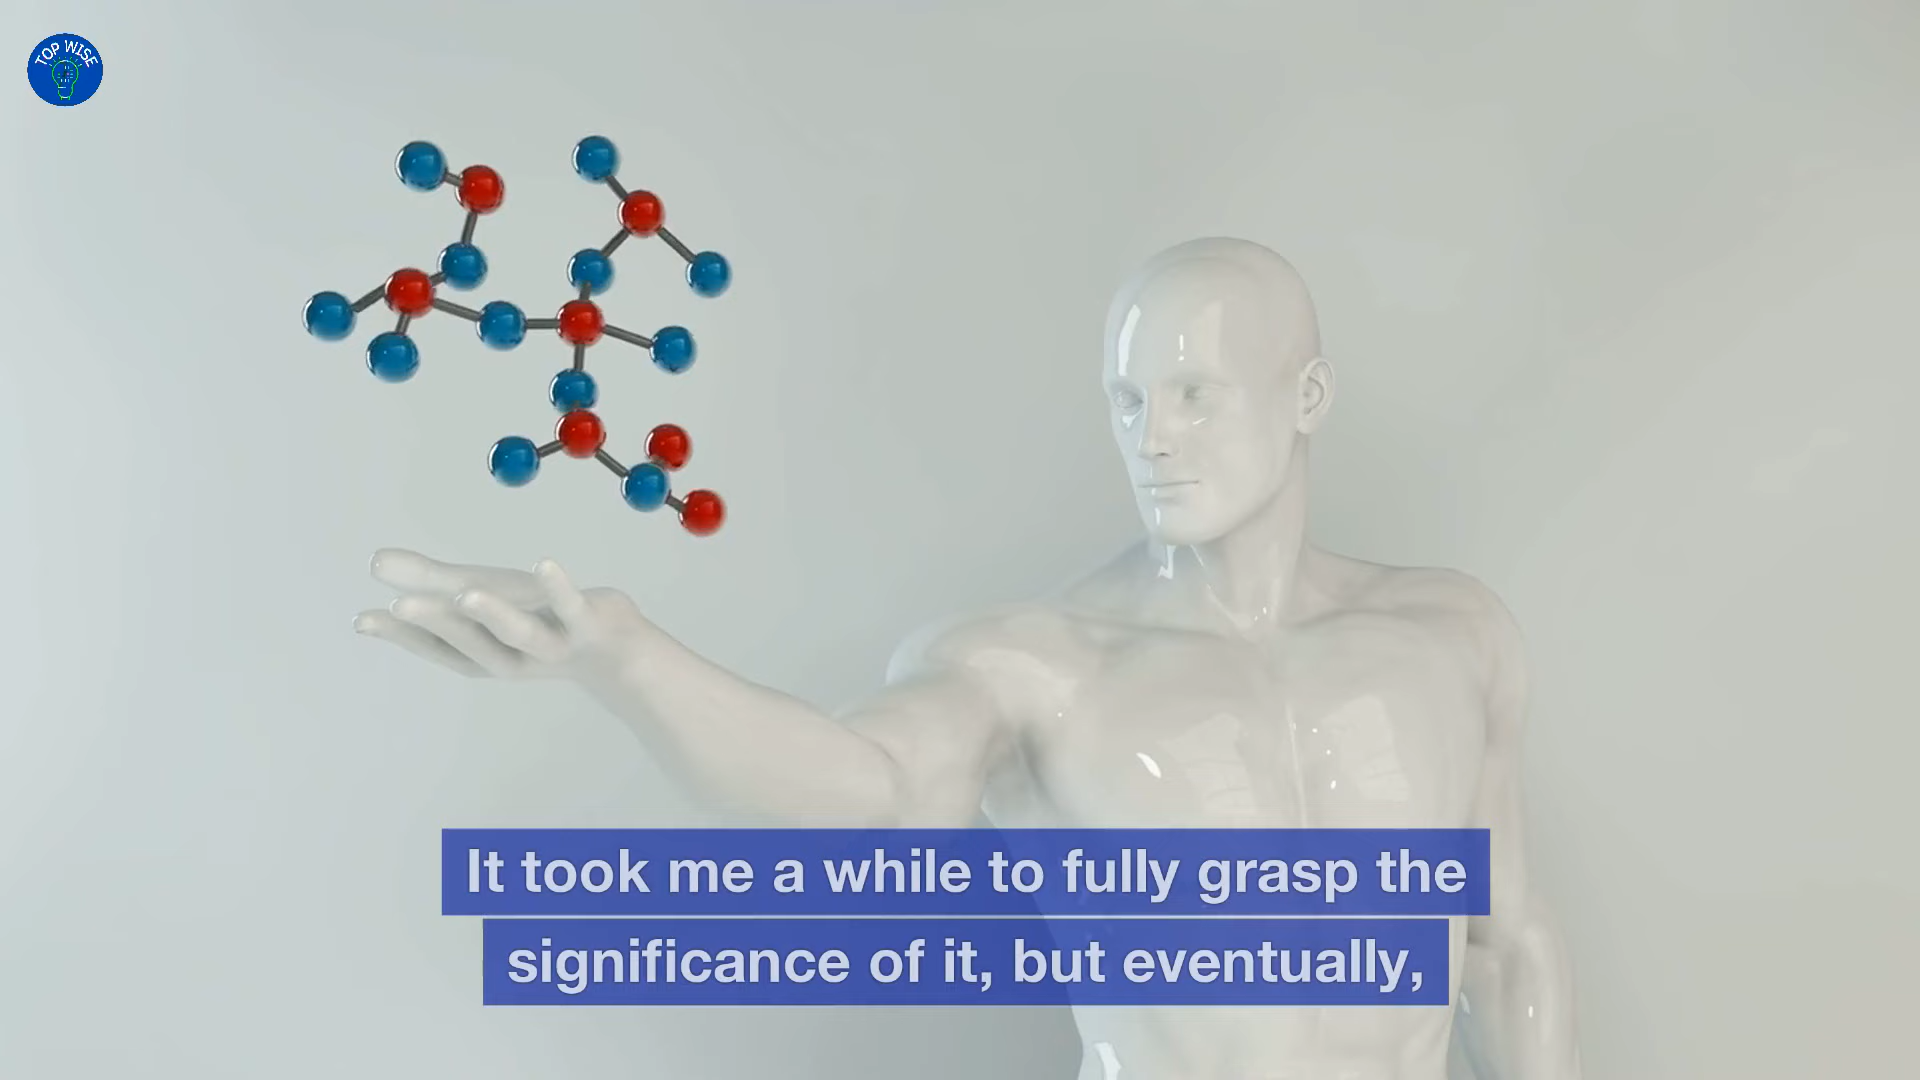 TOP WISE
It took me a while to fully grasp the
significance of it, but eventually,